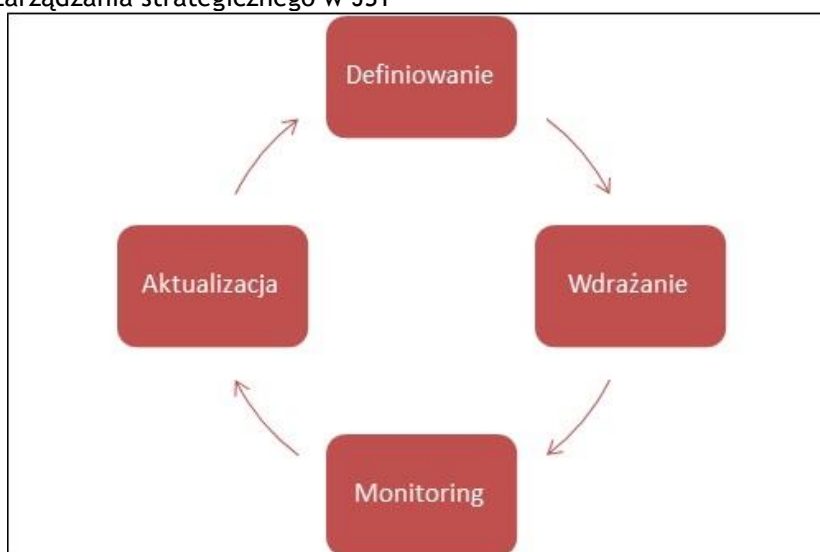 zarządzania strategicznego w JST
Definiowanie
Aktualizacja
Wdrażanie
Monitoring